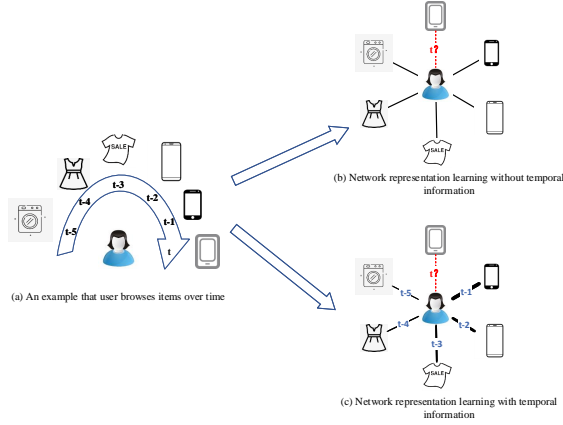 SALE
t-3
t-4
t-2
t-5
t-1
t
(a) An example that user browses items over time
t?
SALE
(b) Network representation learning without temporal
information
t?
t-5
t-1
t-4
t-2
t-3
SALE
(c) Network representation learning with temporal
information